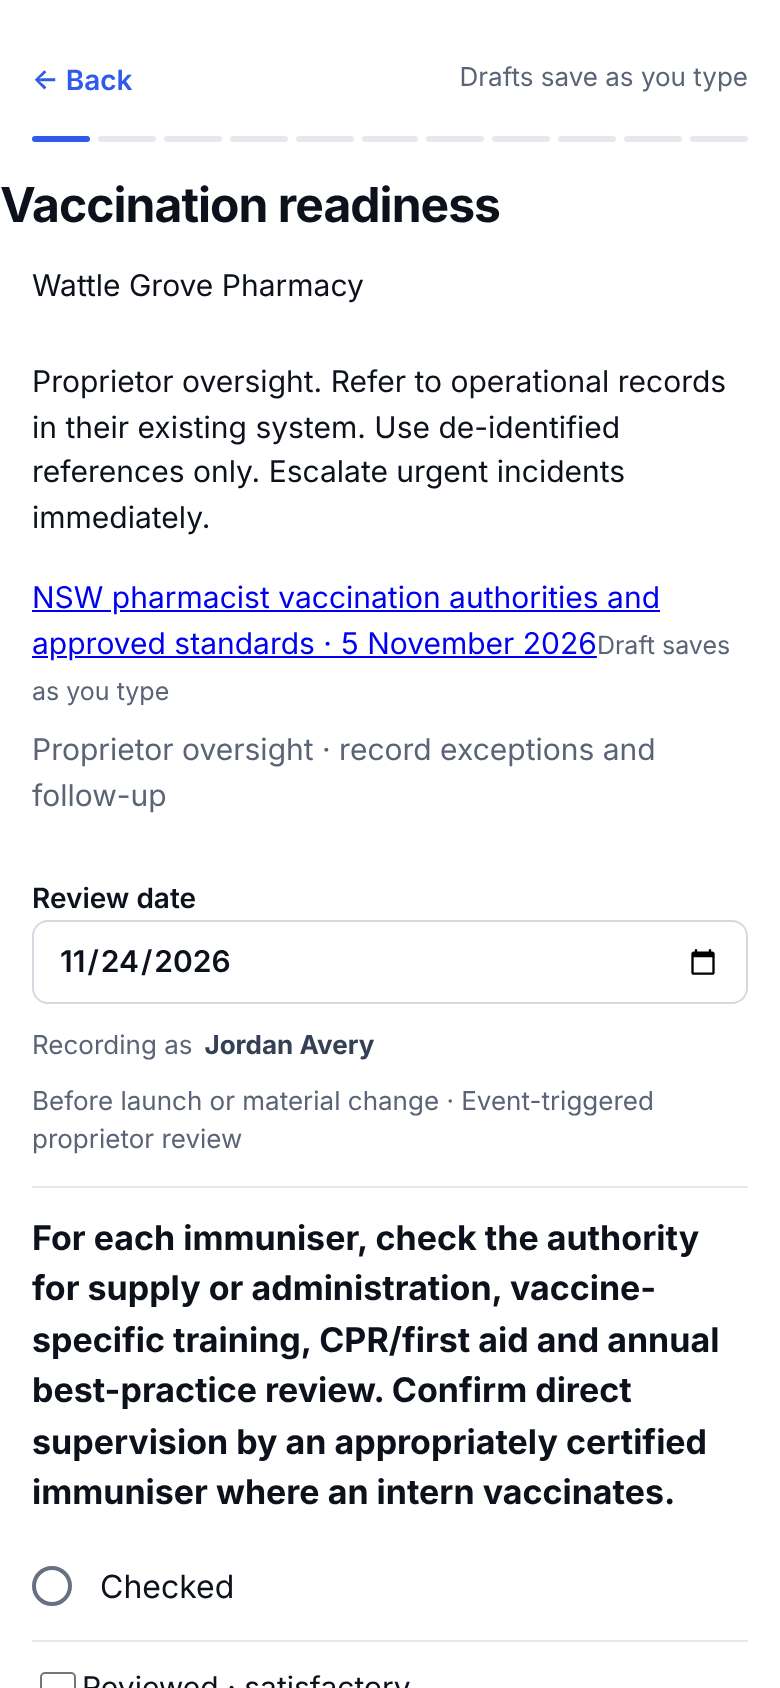 ← Back
Drafts save as you type
Vaccination readiness
Wattle Grove Pharmacy
Proprietor oversight. Refer to operational records
in their existing system. Use de-identified
references only. Escalate urgent incidents
immediately.
NSW pharmacist vaccination authorities and
approved standards · 5 November 2026Draft saves
as you type
Proprietor oversight · record exceptions and
follow-up
Review date
11/24/2026
Recording as Jordan Avery
Before launch or material change · Event-triggered
proprietor review
For each immuniser, check the authority
for supply or administration, vaccine-
specific training, CPR/first aid and annual
best-practice review. Confirm direct
supervision by an appropriately certified
immuniser where an intern vaccinates.
Checked
Reviewed · satisfactory